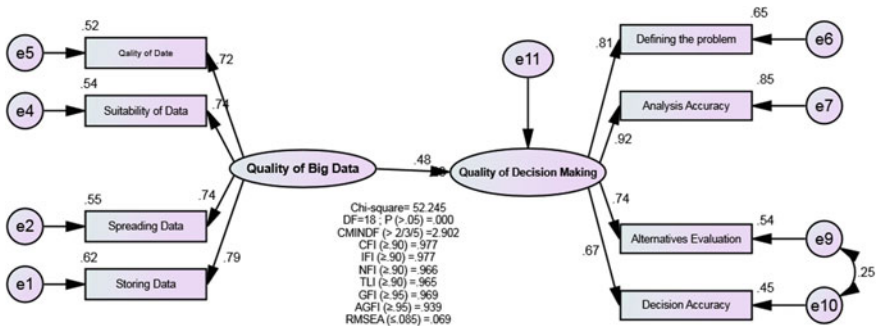 .52
e5
Qality of Date
.72
.54
e4
Suitability of Data
.74
Quality of Big Data
.55
.74
e2
Spreading Data
.62
.79
e1
Storing Data
.48
e11
Quality of Decision Making
.65
.81
Defining the problem
e6
.85
Analysis Accuracy
e7
.92
.74
.54
Alternatives Evaluation
e9
.67
.25
.45
Decision Accuracy
e10
Chi-square= 52.245
DF=18 ; P (>.05) =.000
CMINDF (> 2/3/5) =2.902
CFI (≥.90) =.977
IFI (≥.90) =.977
NFI (≥.90) =.966
TLI (≥.90) =.965
GFI (≥.95) =.969
AGFI (≥.95) =.939
RMSEA (≤.085) =.069